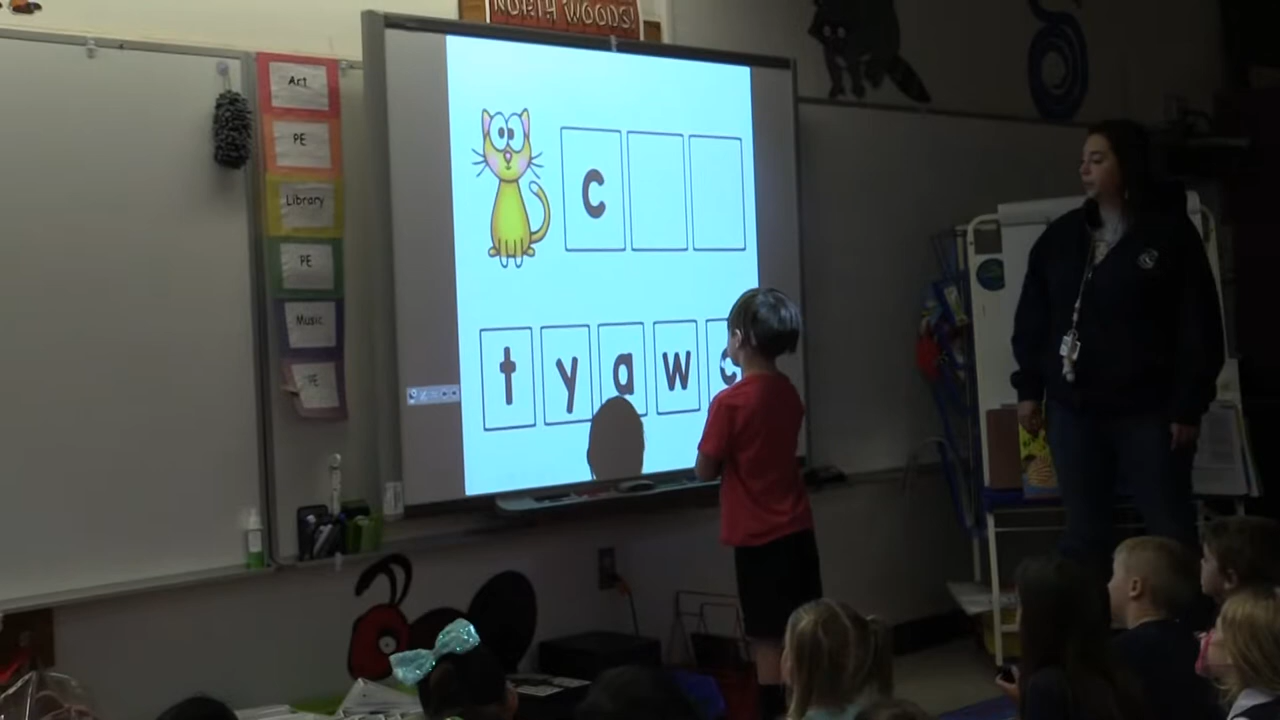 NORTH WOODS!
Art
PE
Library
PE
Music
PE
c
t y a w c